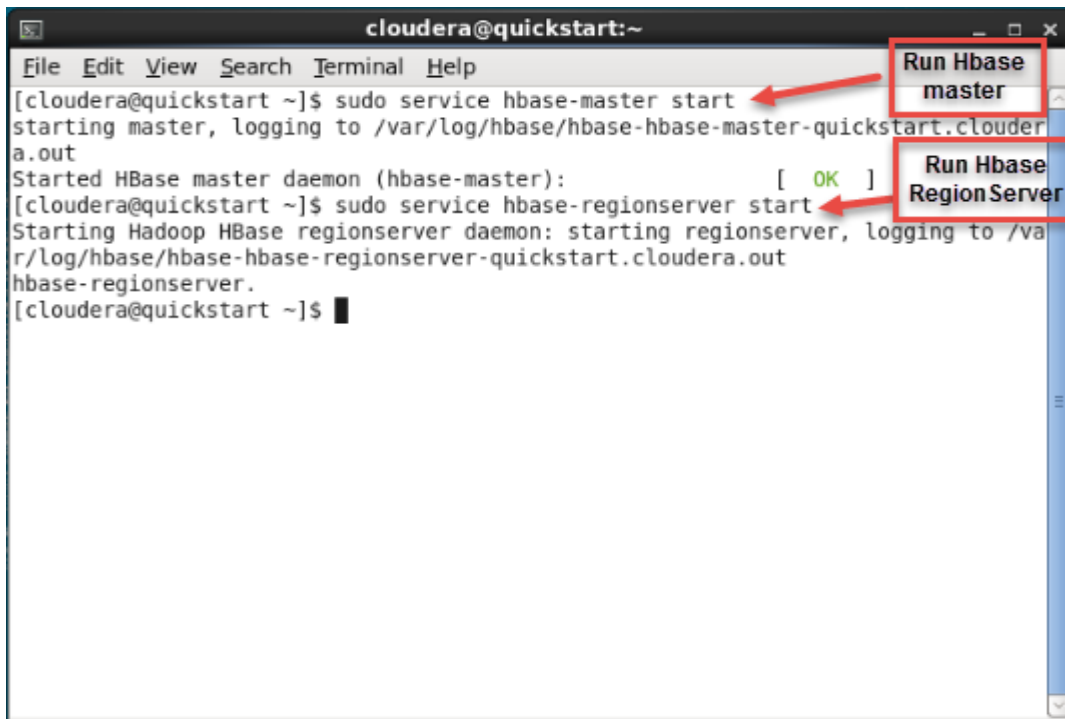 cloudera@quickstart:~
File Edit View Search Terminal Help
Run Hbase
master
[cloudera@quickstart ~]$ sudo service hbase-master start
starting master, logging to /var/log/hbase/hbase-hbase-master-quickstart.clouder
a.out
Started HBase master daemon (hbase-master): [ OK ]
Run Hbase
RegionServer
[cloudera@quickstart ~]$ sudo service hbase-regionserver start
Starting Hadoop HBase regionserver daemon: starting regionserver, logging to /va
r/log/hbase/hbase-hbase-regionserver-quickstart.cloudera.out
hbase-regionserver.
[cloudera@quickstart ~]$